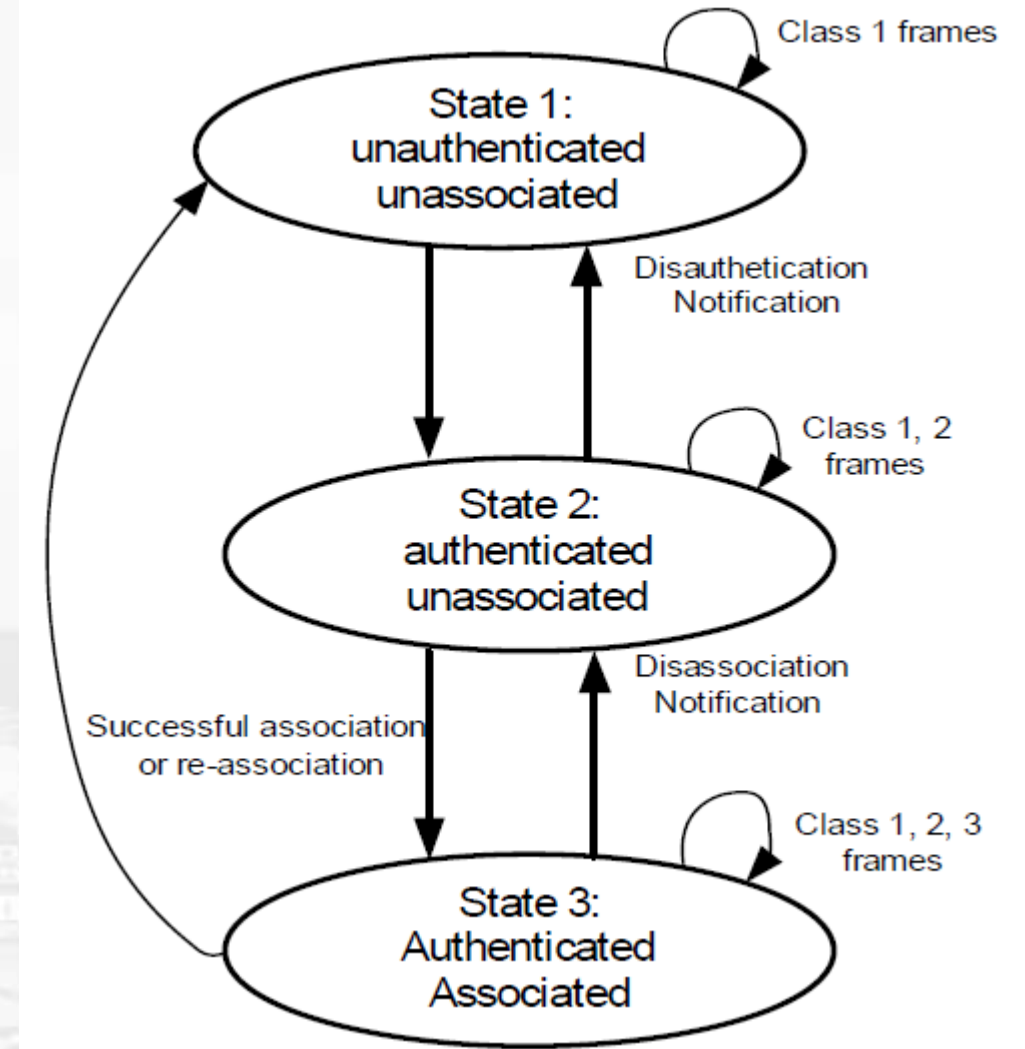 Class 1 frames
State 1:
unauthenticated
unassociated
Disauthetication
Notification
Class 1, 2
frames
State 2:
authenticated
unassociated
Disassociation
Notification
Successful association
or re-association
Class 1, 2, 3
frames
State 3:
Authenticated
Associated